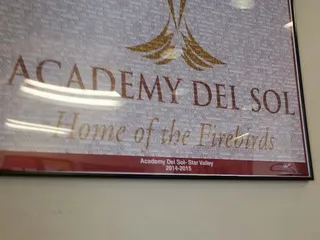 ACADEMY DEL SOL
Home of the Firebirds
Academy Del Sol- Star Valley
2014-2015